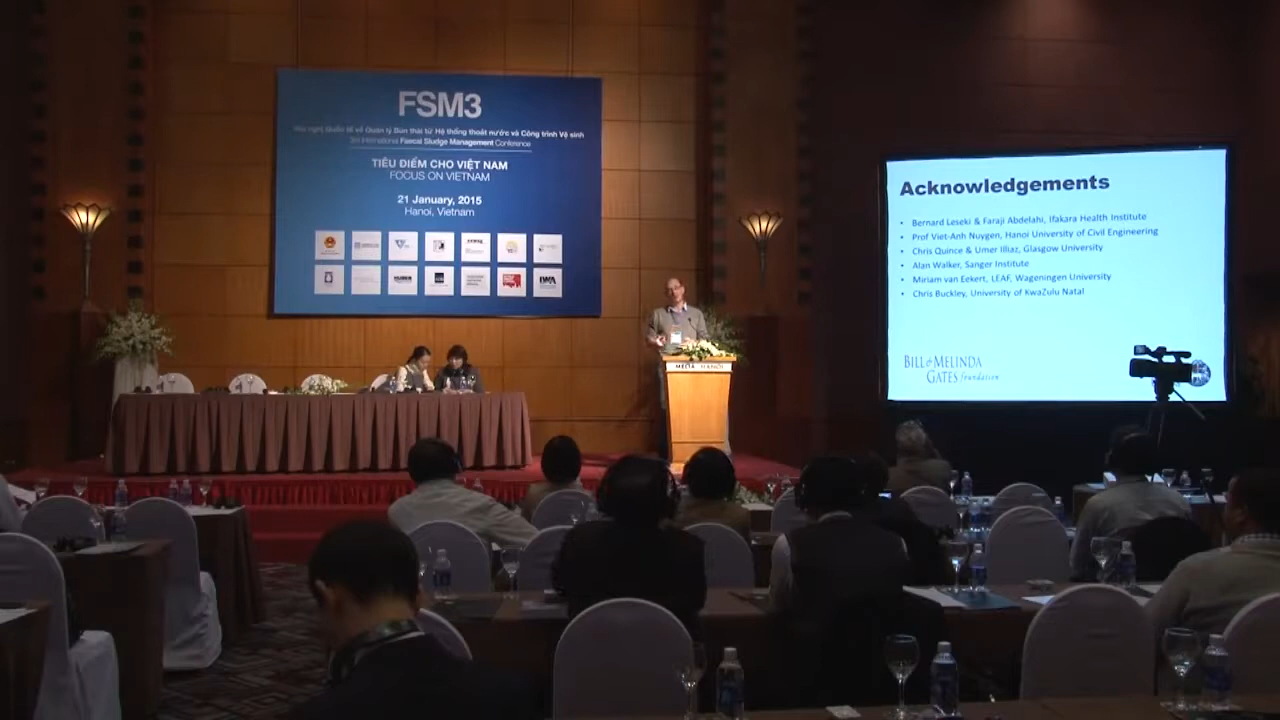 FSM3
Hội nghị Quốc tế về Quản lý Bùn thải từ Hệ thống thoát nước và Công trình Vệ sinh
3rd International Faecal Sludge Management Conference
TIÊU ĐIỂM CHO VIỆT NAM
FOCUS ON VIETNAM
21 January, 2015
Hanoi, Vietnam
HUBER
IWA
MELIA HANOI
Acknowledgements
• Bernard Leseki & Faraji Abdelahi, Ifakara Health Institute
• Prof Viet-Anh Nuygen, Hanoi University of Civil Engineering
• Chris Quince & Umer Illiaz, Glasgow University
• Alan Walker, Sanger Institute
• Miriam van Eekert, LEAF, Wageningen University
• Chris Buckley, University of KwaZulu Natal
BILL & MELINDA
GATES foundation